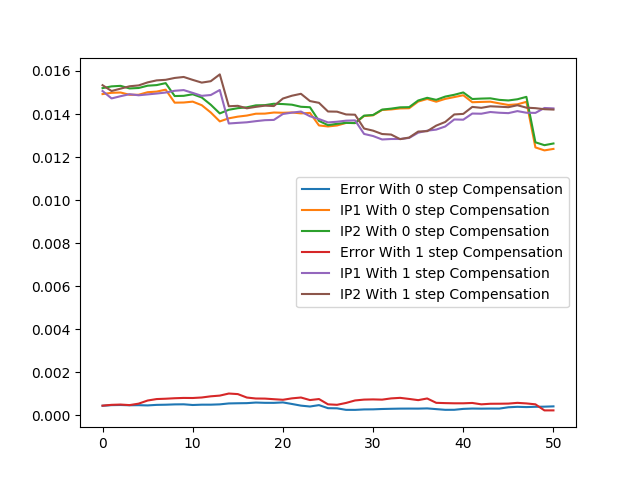 0.016
0.014
0.012
0.010
0.008
0.006
0.004
0.002
0.000
Error With 0 step Compensation
IP1 With 0 step Compensation
IP2 With 0 step Compensation
Error With 1 step Compensation
IP1 With 1 step Compensation
IP2 With 1 step Compensation
0 10 20 30 40 50